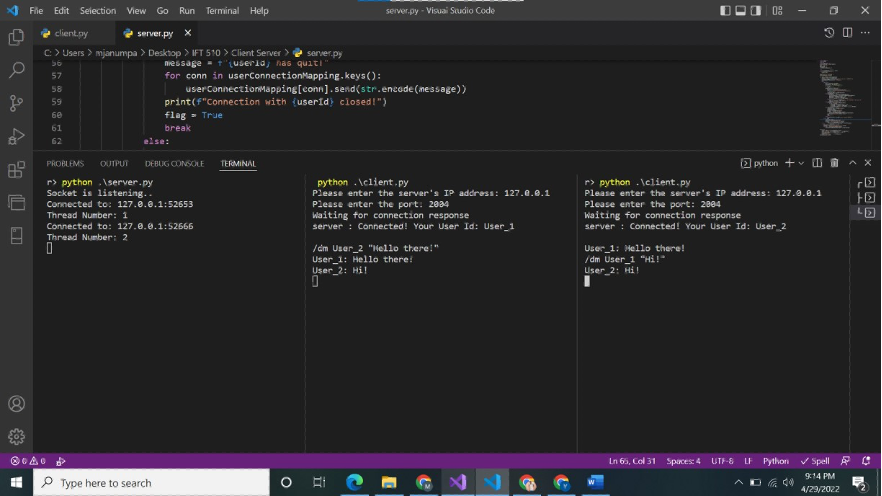 File Edit Selection View Go Run Terminal Help
server.py - Visual Studio Code
client.py
server.py
C: > Users > mjanumpa > Desktop > IFT 510 > Client Server > server.py
56 message = f"{userId} has quit!"
57 for conn in userConnectionMapping.keys():
58 userConnectionMapping[conn].send(str.encode(message))
59 print(f"Connection with {userId} closed!")
60 flag = True
61 break
62 else:
PROBLEMS OUTPUT DEBUG CONSOLE TERMINAL
python
r> python .\server.py
Socket is listening..
Connected to: 127.0.0.1:52653
Thread Number: 1
Connected to: 127.0.0.1:52666
Thread Number: 2
python .\client.py
Please enter the server's IP address: 127.0.0.1
Please enter the port: 2004
Waiting for connection response
server : Connected! Your User Id: User_1
/dm User_2 "Hello there!"
User_1: Hello there!
User_2: Hi!
r> python .\client.py
Please enter the server's IP address: 127.0.0.1
Please enter the port: 2004
Waiting for connection response
server : Connected! Your User Id: User_2
User_1: Hello there!
/dm User_1 "Hi!"
User_2: Hi!
0 0
Ln 65, Col 31 Spaces: 4 UTF-8 LF Python Spell
Type here to search
9:14 PM
4/29/2022
2